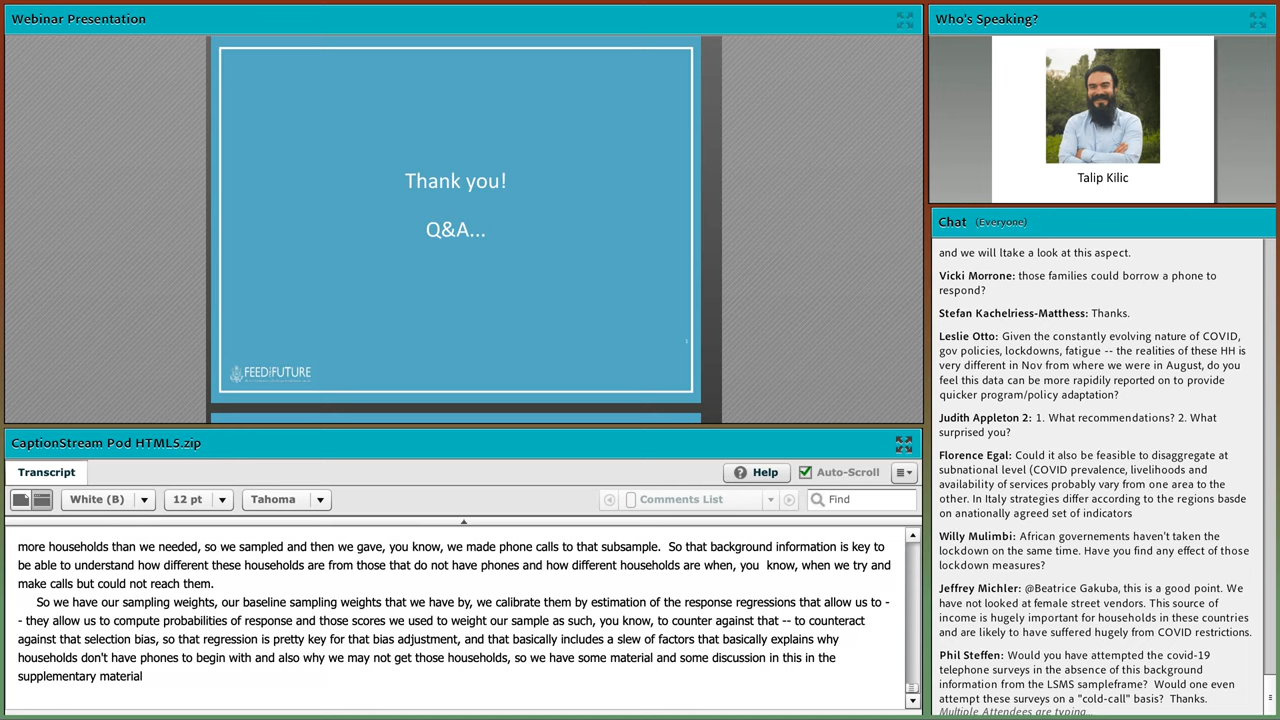 Webinar Presentation
Thank you!
Q&A...
FEED THE FUTURE
Who's Speaking?
Talip Kilic
Chat (Everyone)
and we will ltake a look at this aspect.
Vicki Morrone: those families could borrow a phone to
respond?
Stefan Kachelriess-Matthess: Thanks.
Leslie Otto: Given the constantly evolving nature of COVID,
gov policies, lockdowns, fatigue -- the realities of these HH is
very different in Nov from where we were in August, do you
feel this data can be more rapidly reported on to provide
quicker program/policy adaptation?
Judith Appleton 2: 1. What recommendations? 2. What
surprised you?
Florence Egal: Could it also be feasible to disaggregate at
subnational level (COVID prevalence, livelihoods and
availability of services probably vary from one area to the
other. In Italy strategies differ according to the regions basde
on anationally agreed set of indicators
Willy Mulimbi: African governements haven't taken the
lockdown on the same time. Have you find any effect of those
lockdown measures?
Jeffrey Michler: @Beatrice Gakuba, this is a good point. We
have not looked at female street vendors. This source of
income is hugely important for households in these countries
and are likely to have suffered hugely from COVID restrictions.
Phil Steffen: Would you have attempted the covid-19
telephone surveys in the absence of this background
information from the LSMS sampleframe? Would one even
attempt these surveys on a "cold-call" basis? Thanks.
Multiple Attendees are typing...
CaptionStream Pod HTML5.zip
Transcript
Help
Auto-Scroll
White (B)
12 pt
Tahoma
Comments List
Find
more households than we needed, so we sampled and then we gave, you know, we made phone calls to that subsample. So that background information is key to
be able to understand how different these households are from those that do not have phones and how different households are when, you know, when we try and
make calls but could not reach them.
So we have our sampling weights, our baseline sampling weights that we have by, we calibrate them by estimation of the response regressions that allow us to -
- they allow us to compute probabilities of response and those scores we used to weight our sample as such, you know, to counter against that -- to counteract
against that selection bias, so that regression is pretty key for that bias adjustment, and that basically includes a slew of factors that basically explains why
households don't have phones to begin with and also why we may not get those households, so we have some material and some discussion in this in the
supplementary material